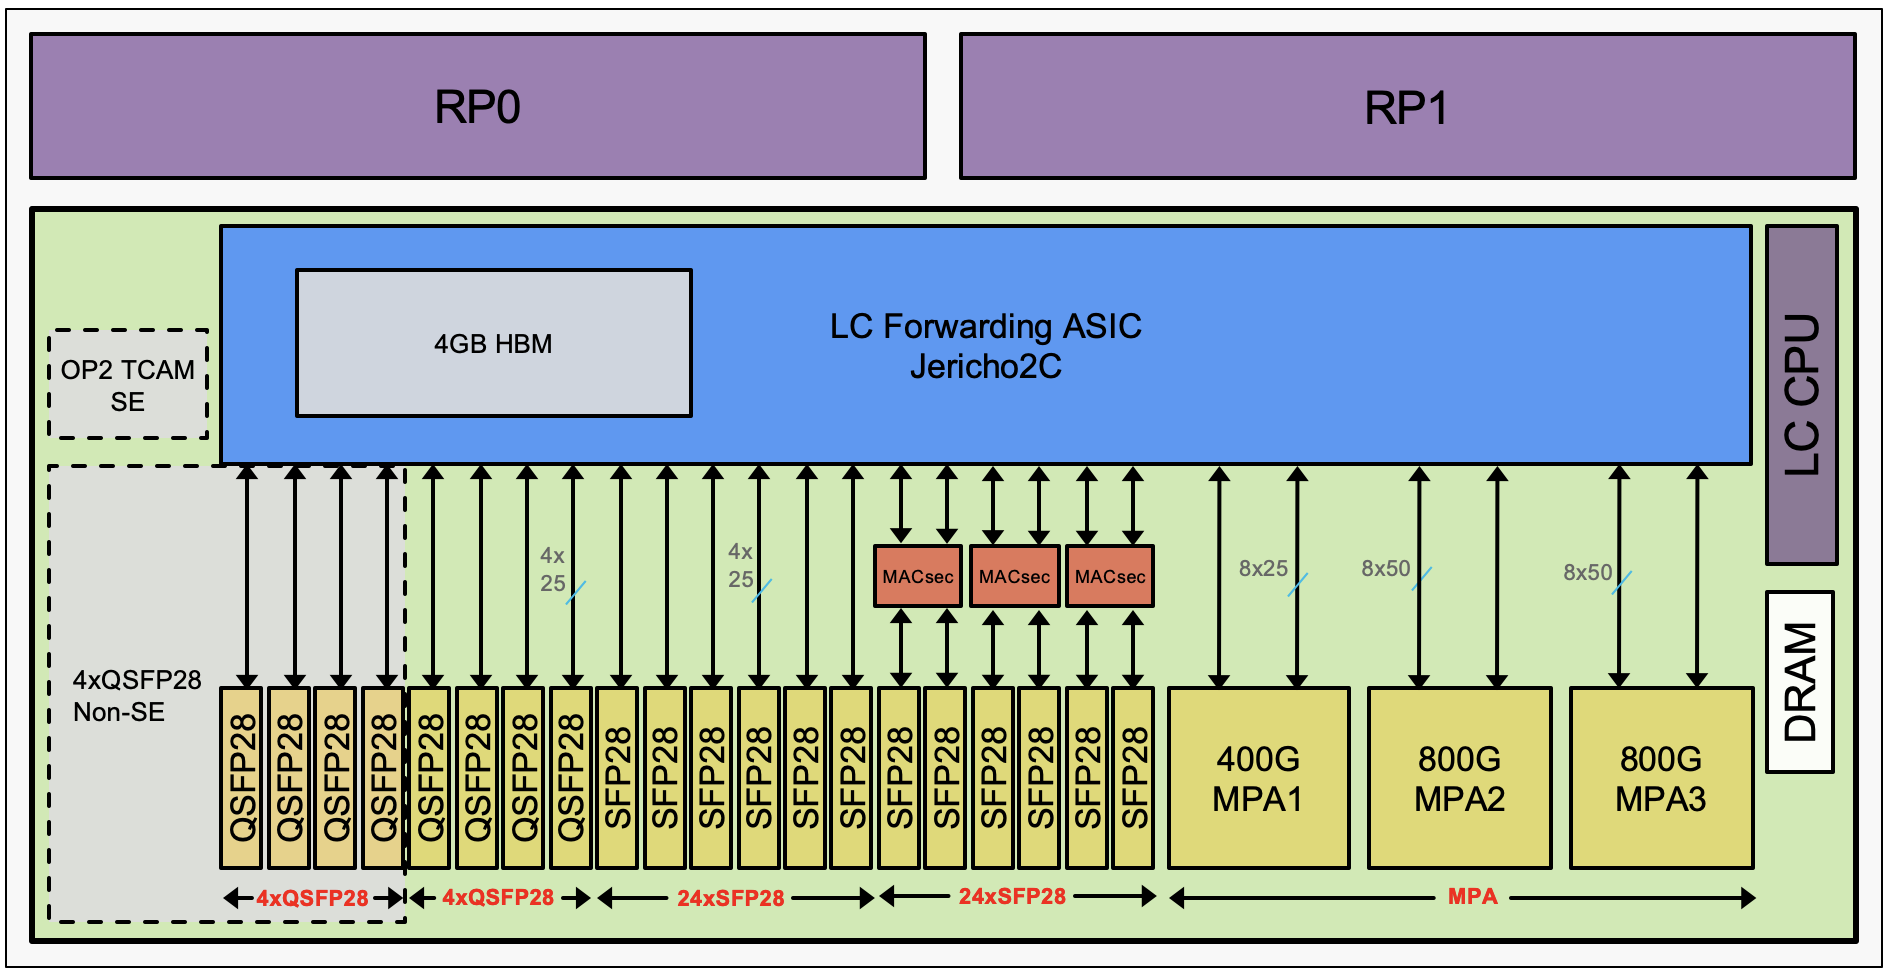 RP0
RP1
4GB HBM
LC Forwarding ASIC
Jericho2C
LC CPU
OP2 TCAM
SE
4x
25
4x
25
MACsec
MACsec
MACsec
8x25
8x50
8x50
DRAM
4xQSFP28
Non-SE
QSFP28
QSFP28
QSFP28
QSFP28
QSFP28
QSFP28
QSFP28
QSFP28
SFP28
SFP28
SFP28
SFP28
SFP28
SFP28
SFP28
SFP28
SFP28
SFP28
SFP28
SFP28
400G
MPA1
800G
MPA2
800G
MPA3
4xQSFP28
4xQSFP28
24xSFP28
24xSFP28
MPA